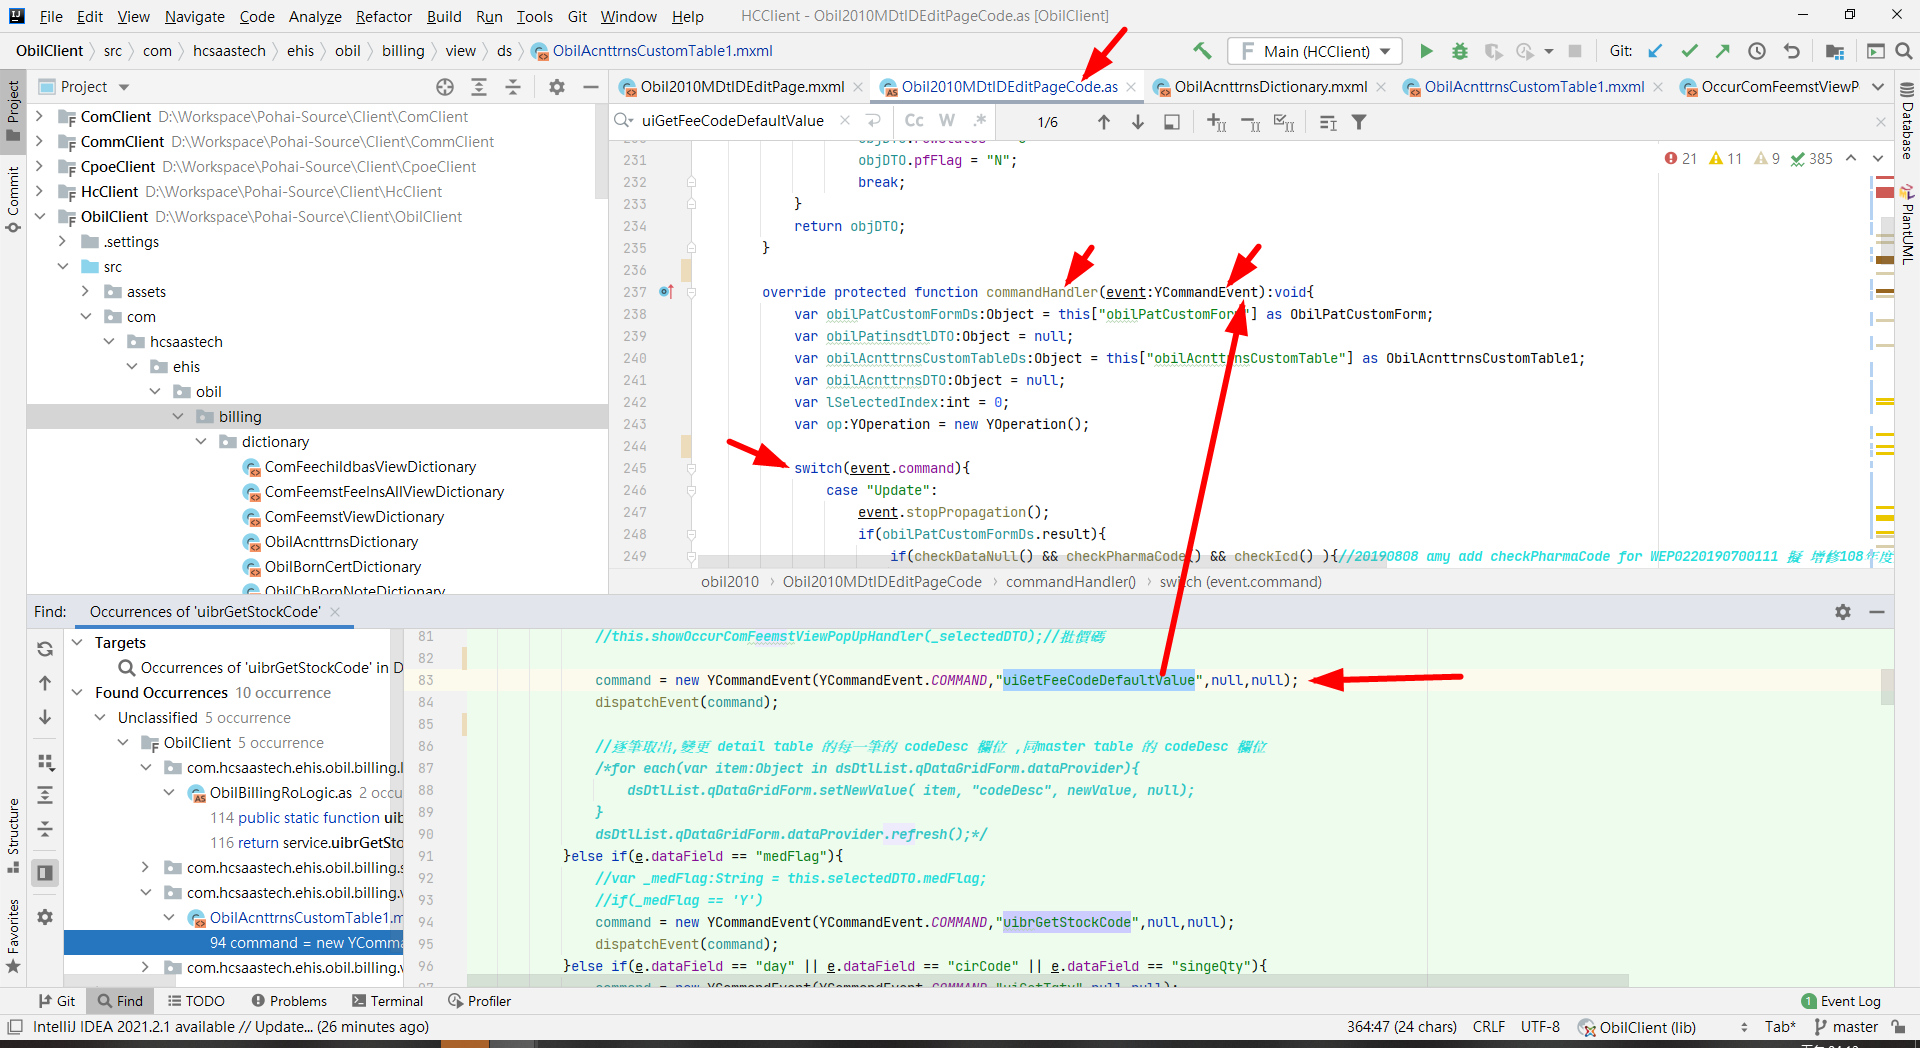 File Edit View Navigate Code Analyze Refactor Build Run Tools Git Window Help HCClient - Obil2010MDtlDEditPageCode.as [ObilClient]
ObilClient src com hcsaastech ehis obil billing view ds ObilAcnttrnsCustomTable1.mxml Main (HCClient) Git:
Project
Obil2010MDtlIDEditPage.mxml Obil2010MDtlIDEditPageCode.as ObilAcnttrnsDictionary.mxml ObilAcnttrnsCustomTable1.mxml OccurComFeemstViewP
uiGetFeeCodeDefaultValue Cc W .* 1/6
21 11 9 385
Project
Commit
Structure
Favorites
Database
PlantUML
ComClient D:\Workspace\Pohai-Source\Client\ComClient
CommClient D:\Workspace\Pohai-Source\Client\CommClient
CpoeClient D:\Workspace\Pohai-Source\Client\CpoeClient
HcClient D:\Workspace\Pohai-Source\Client\HcClient
ObilClient D:\Workspace\Pohai-Source\Client\ObilClient
.settings
src
assets
com
hcsaastech
ehis
obil
billing
dictionary
ComFeechildbasViewDictionary
ComFeemstFeeInsAllViewDictionary
ComFeemstViewDictionary
ObilAcnttrnsDictionary
ObilBornCertDictionary
ObilChBornNoteDictionary
231 objDTO.pfFlag = "N";
232 break;
233 }
234 return objDTO;
235 }
236
237 override protected function commandHandler(event:YCommandEvent):void{
238 var obilPatCustomFormDs:Object = this["obilPatCustomForm"] as ObilPatCustomForm;
239 var obilPatinsdtlDTO:Object = null;
240 var obilAcnttrnsCustomTableDs:Object = this["obilAcnttrnsCustomTable"] as ObilAcnttrnsCustomTable1;
241 var obilAcnttrnsDTO:Object = null;
242 var lSelectedIndex:int = 0;
243 var op:YOperation = new YOperation();
244
245 switch(event.command){
246 case "Update":
247 event.stopPropagation();
248 if(obilPatCustomFormDs.result){
249 if(checkDataNull() && checkPharmaCode() && checkIcd() ){//20190808 amy add checkPharmaCode for WEP0220190700111 擬 增修108年度
obil2010 Obil2010MDtlIDEditPageCode commandHandler() switch (event.command)
Find: Occurrences of 'uibrGetStockCode'
Targets
Occurrences of 'uibrGetStockCode' in D
Found Occurrences 10 occurrence
Unclassified 5 occurrence
ObilClient 5 occurrence
com.hcsaastech.ehis.obil.billing.l
ObilBillingRoLogic.as 2 occu
114 public static function uib
116 return service.uibrGetSto
com.hcsaastech.ehis.obil.billing.s
com.hcsaastech.ehis.obil.billing.v
ObilAcnttrnsCustomTable1.m
94 command = new YComma
com.hcsaastech.ehis.obil.billing.v
81 //this.showOccurComFeemstViewPopUpHandler(_selectedDTO);//批價碼
82
83 command = new YCommandEvent(YCommandEvent.COMMAND,"uiGetFeeCodeDefaultValue",null,null);
84 dispatchEvent(command);
85
86 //逐筆取出,變更 detail table 的每一筆的 codeDesc 欄位 ,同master table 的 codeDesc 欄位
87 /*for each(var item:Object in dsDtlList.qDataGridForm.dataProvider){
88 dsDtlList.qDataGridForm.setNewValue( item, "codeDesc", newValue, null);
89 }
90 dsDtlList.qDataGridForm.dataProvider.refresh();*/
91 }else if(e.dataField == "medFlag"){
92 //var _medFlag:String = this.selectedDTO.medFlag;
93 //if(_medFlag == 'Y')
94 command = new YCommandEvent(YCommandEvent.COMMAND,"uibrGetStockCode",null,null);
95 dispatchEvent(command);
96 }else if(e.dataField == "day" || e.dataField == "cirCode" || e.dataField == "singeQty"){
Git Find TODO Problems Terminal Profiler 1 Event Log
IntelliJ IDEA 2021.2.1 available // Update... (26 minutes ago) 364:47 (24 chars) CRLF UTF-8 ObilClient (lib) Tab* master